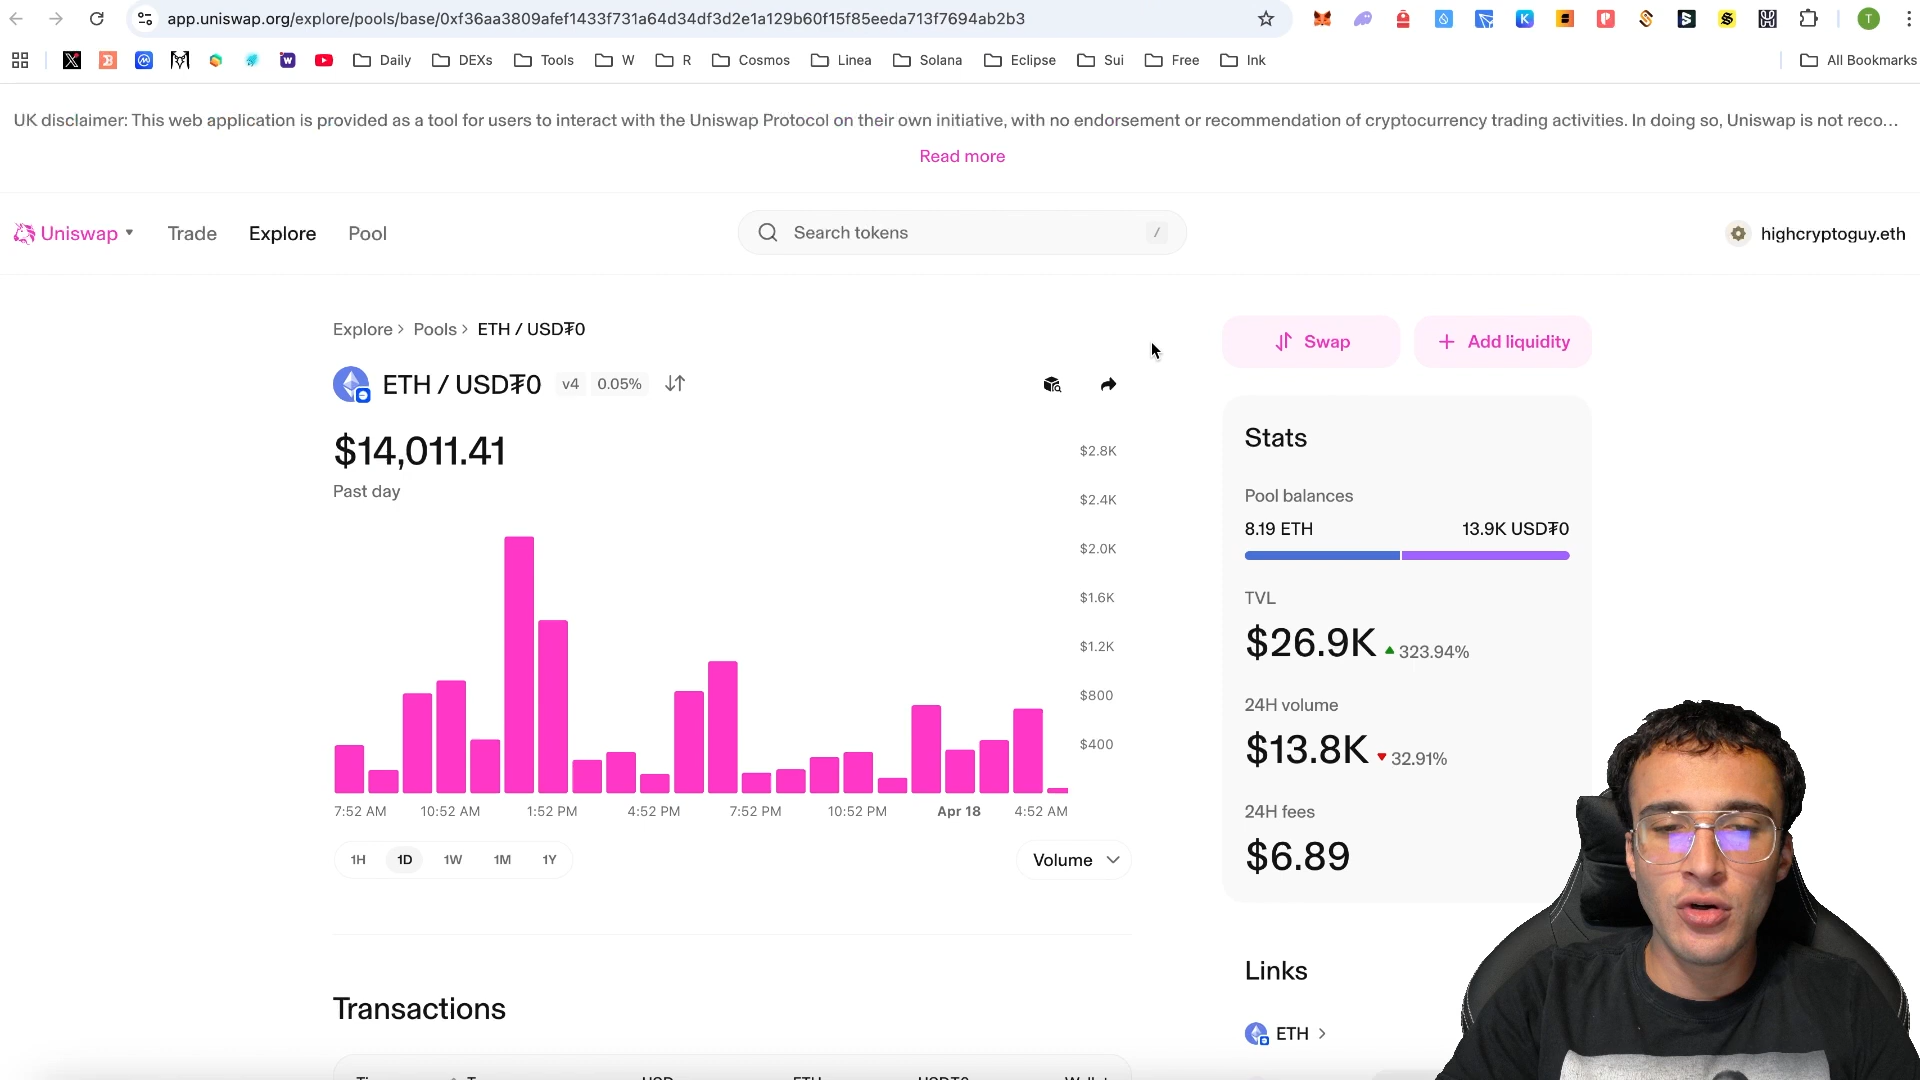 app.uniswap.org/explore/pools/base/0xf36aa3809afef1433f731a64d34df3d2e1a129b60f15f85eeda713f7694ab2b3
T
Daily DEXs Tools W R Cosmos Linea Solana Eclipse Sui Free Ink All Bookmarks
UK disclaimer: This web application is provided as a tool for users to interact with the Uniswap Protocol on their own initiative, with no endorsement or recommendation of cryptocurrency trading activities. In doing so, Uniswap is not reco…
Read more
Uniswap Trade Explore Pool Search tokens / highcryptoguy.eth
Explore > Pools > ETH / USD₮0
Swap + Add liquidity
ETH / USD₮0 v4 0.05%
$14,011.41
Past day
$2.8K
$2.4K
$2.0K
$1.6K
$1.2K
$800
$400
7:52 AM 10:52 AM 1:52 PM 4:52 PM 7:52 PM 10:52 PM Apr 18 4:52 AM
1H 1D 1W 1M 1Y Volume
Stats
Pool balances
8.19 ETH 13.9K USD₮0
TVL
$26.9K 323.94%
24H volume
$13.8K 32.91%
24H fees
$6.89
Links
ETH >
Transactions